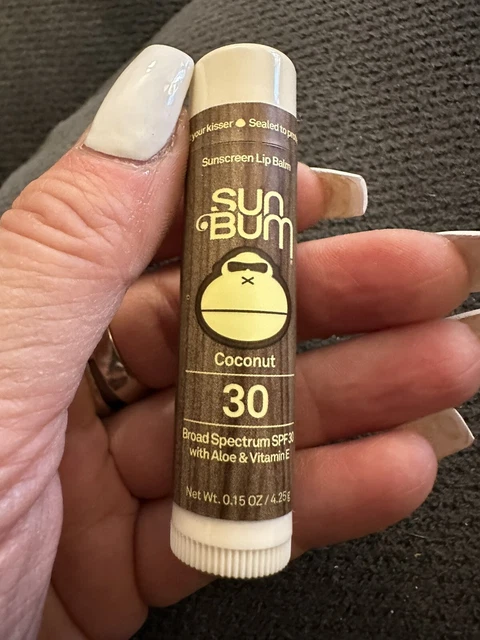 your kisser Sealed to
Sunscreen Lip Balm
SUN
BUM
Coconut
30
Broad Spectrum SPF 30
with Aloe & Vitamin E
Net Wt. 0.15 OZ / 4.25g